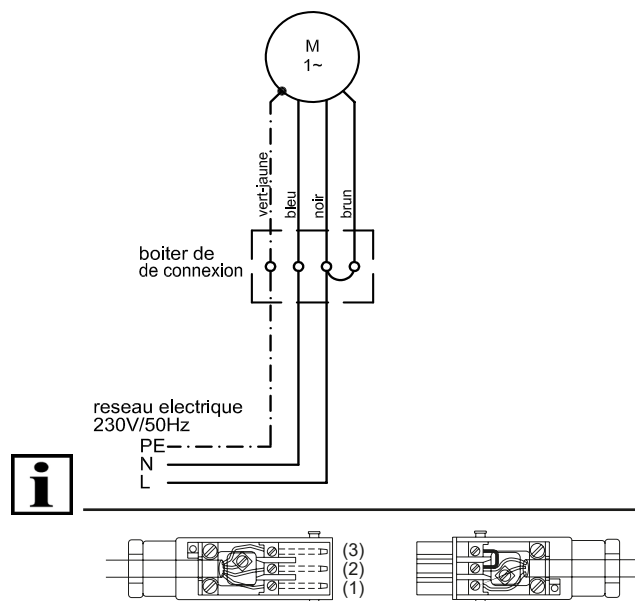 M
1~
vert-jaune
bleu
noir
brun
boiter de
de connexion
reseau electrique
230V/50Hz
PE
N
L
i
(3)
(2)
(1)